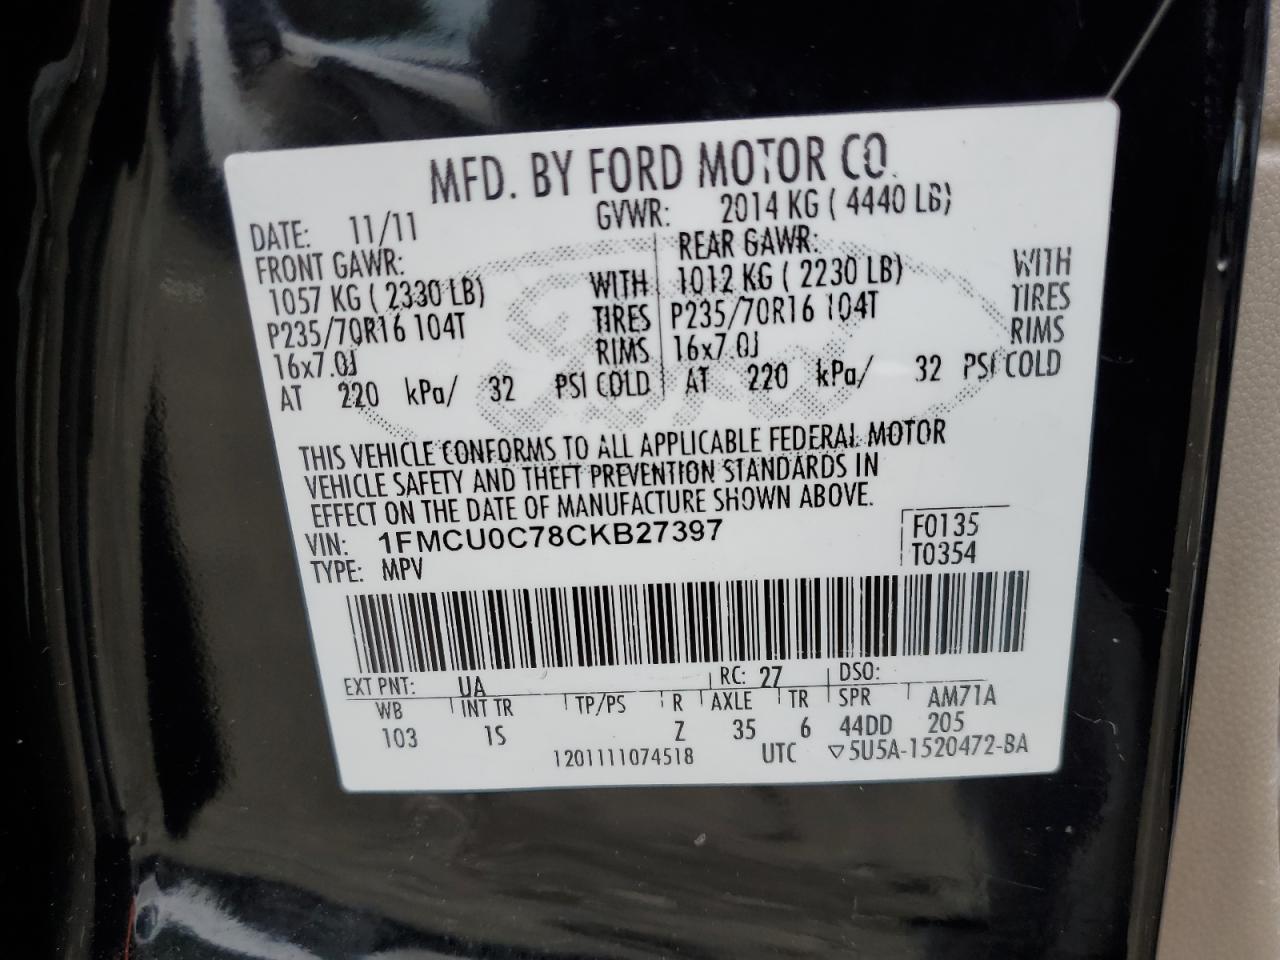 MFD. BY FORD MOTOR CO.
DATE: 11/11 GVWR: 2014 KG ( 4440 LB)
FRONT GAWR: REAR GAWR:
1057 KG ( 2330 LB) WITH 1012 KG ( 2230 LB) WITH
P235/70R16 104T TIRES P235/70R16 104T TIRES
16x7.0J RIMS 16x7.0J RIMS
AT 220 kPa/ 32 PSI COLD AT 220 kPa/ 32 PSI COLD
THIS VEHICLE CONFORMS TO ALL APPLICABLE FEDERAL MOTOR
VEHICLE SAFETY AND THEFT PREVENTION STANDARDS IN
EFFECT ON THE DATE OF MANUFACTURE SHOWN ABOVE.
VIN: 1FMCU0C78CKB27397 F0135
TYPE: MPV T0354
EXT PNT: UA RC: 27 DSO:
WB INT TR TP/PS R AXLE TR SPR AM71A
103 1S Z 35 6 44DD 205
1201111074518 UTC ▽5U5A-1520472-BA